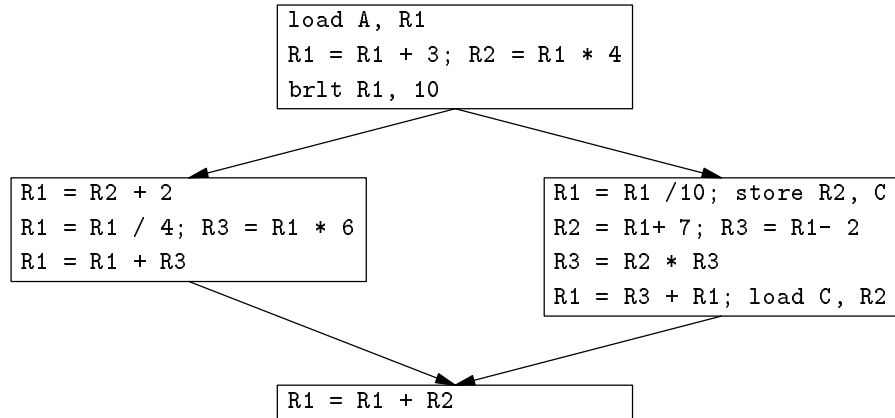 load A, R1
R1 = R1 + 3; R2 = R1 * 4
brlt R1, 10
R1 = R2 + 2
R1 = R1 / 4; R3 = R1 * 6
R1 = R1 + R3
R1 = R1 /10; store R2, C
R2 = R1+ 7; R3 = R1- 2
R3 = R2 * R3
R1 = R3 + R1; load C, R2
R1 = R1 + R2